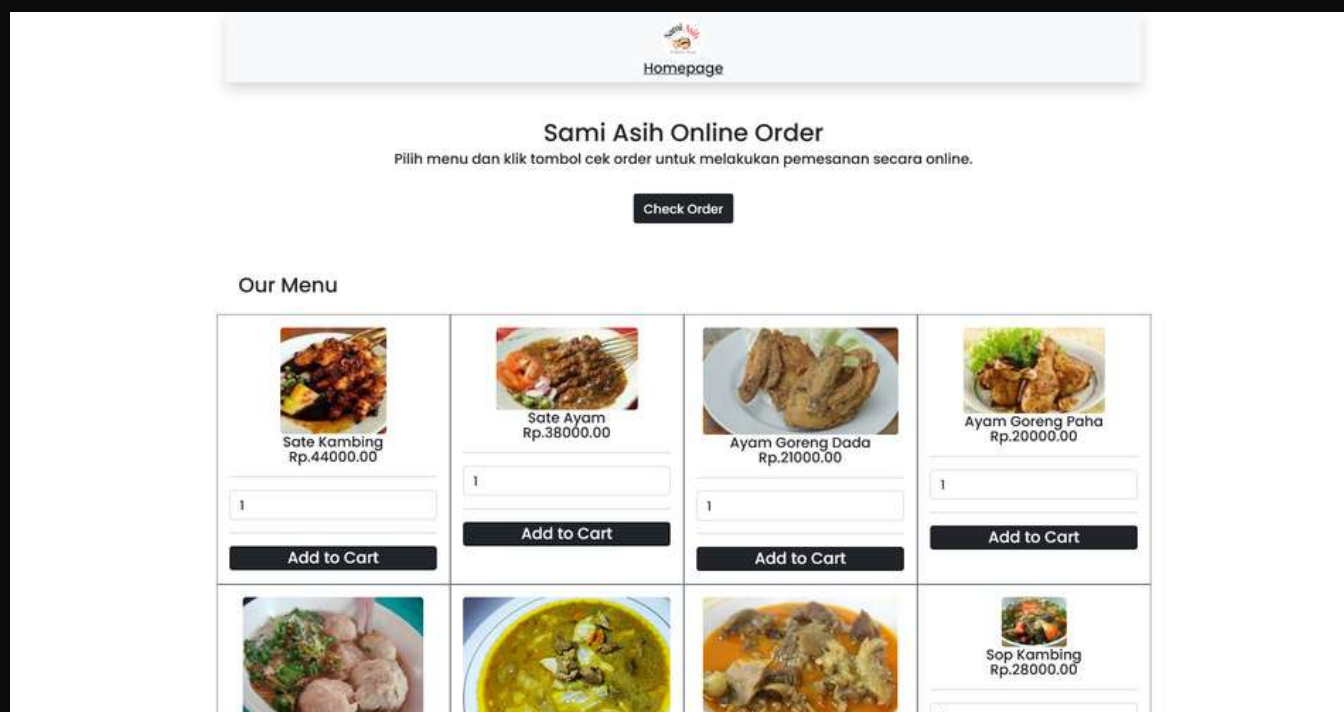 Sami Asih
Homepage
Sami Asih Online Order
Pilih menu dan klik tombol cek order untuk melakukan pemesanan secara online.
Check Order
Our Menu
Sate Kambing
Rp.44000.00
1
Add to Cart
Sate Ayam
Rp.38000.00
1
Add to Cart
Ayam Goreng Dada
Rp.21000.00
1
Add to Cart
Ayam Goreng Paha
Rp.20000.00
1
Add to Cart
Sop Kambing
Rp.28000.00